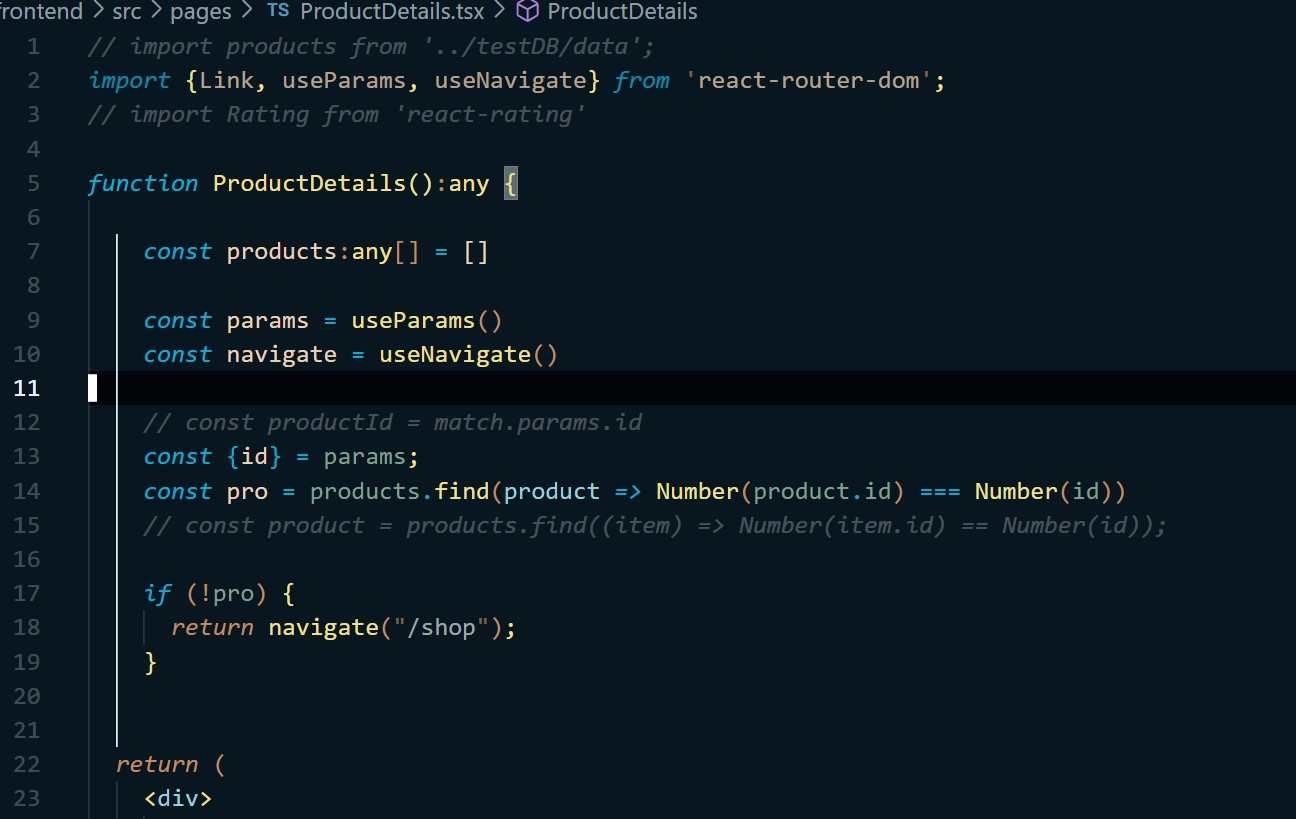 frontend > src > pages > TS ProductDetails.tsx > ProductDetails
1 // import products from '../testDB/data';
2 import {Link, useParams, useNavigate} from 'react-router-dom';
3 // import Rating from 'react-rating'
4
5 function ProductDetails():any {
6
7 const products:any[] = []
8
9 const params = useParams()
10 const navigate = useNavigate()
11
12 // const productId = match.params.id
13 const {id} = params;
14 const pro = products.find(product => Number(product.id) === Number(id))
15 // const product = products.find((item) => Number(item.id) == Number(id));
16
17 if (!pro) {
18 return navigate("/shop");
19 }
20
21
22 return (
23 <div>